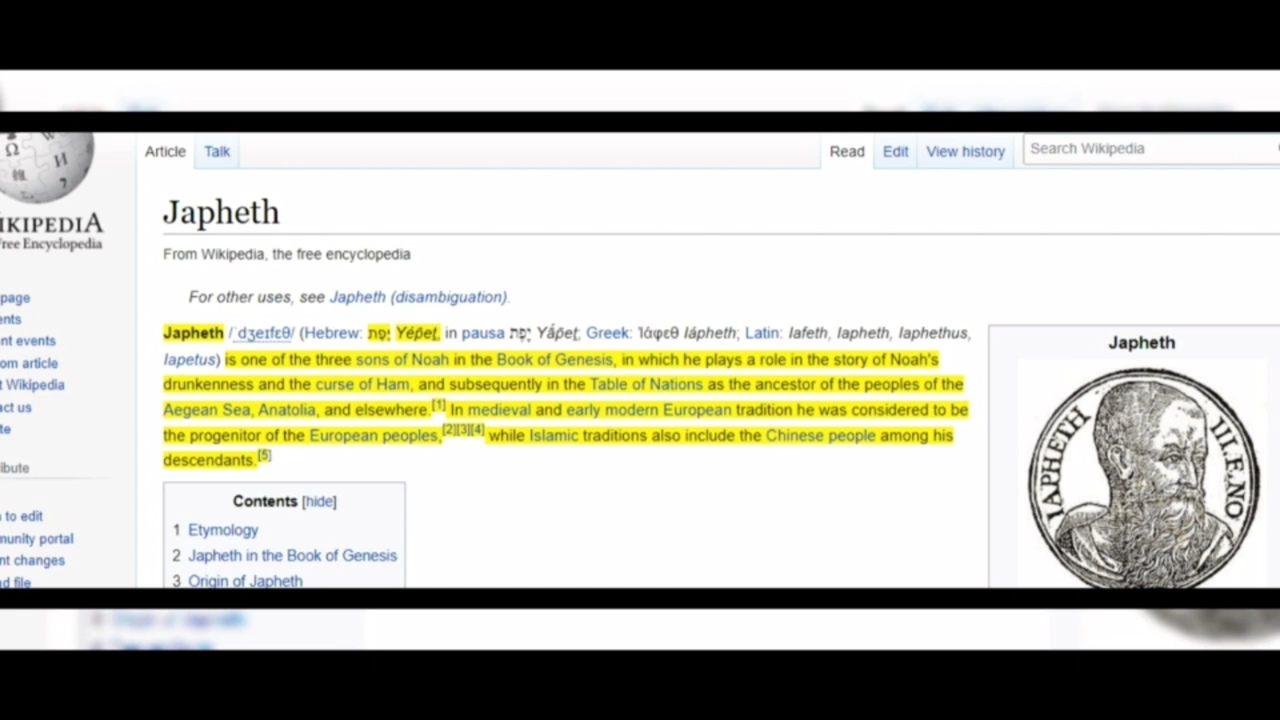 Article Talk Read Edit View history Search Wikipedia
IKIPEDIA
Free Encyclopedia
Japheth
From Wikipedia, the free encyclopedia
For other uses, see Japheth (disambiguation).
Japheth /ˈdʒeɪfɛθ/ (Hebrew: יֶפֶת Yép̄eṯ, in pausa יָפֶת Yā́p̄eṯ; Greek: Ἰάφεθ Iápheth; Latin: Iafeth, Iapheth, Iaphethus,
Iapetus) is one of the three sons of Noah in the Book of Genesis, in which he plays a role in the story of Noah's
drunkenness and the curse of Ham, and subsequently in the Table of Nations as the ancestor of the peoples of the
Aegean Sea, Anatolia, and elsewhere.[1] In medieval and early modern European tradition he was considered to be
the progenitor of the European peoples,[2][3][4] while Islamic traditions also include the Chinese people among his
descendants.[5]
Contents [hide]
1 Etymology
2 Japheth in the Book of Genesis
3 Origin of Japheth
Japheth
IAPHETH III.E.NO
page
ents
nt events
om article
t Wikipedia
act us
te
ibute
to edit
munity portal
nt changes
ad file